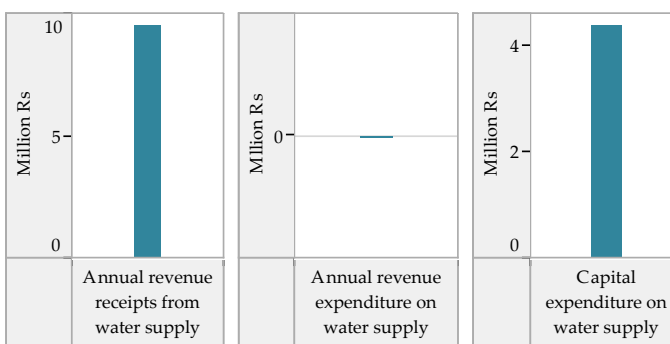 Million Rs
10
5
0
Annual revenue
receipts from
water supply
Mllion Rs
0
Annual revenue
expenditure on
water supply
Million Rs
4
2
0
Capital
expenditure on
water supply